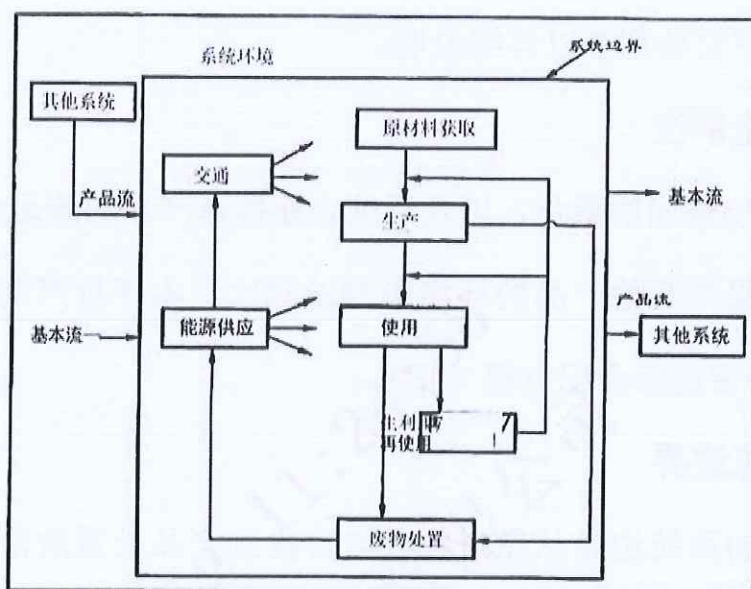 系统环境
系统边界
其他系统
原材料获取
交通
产品流
基本流
生产
产品流
能源供应
使用
基本流
其他系统
再使用
废物处置